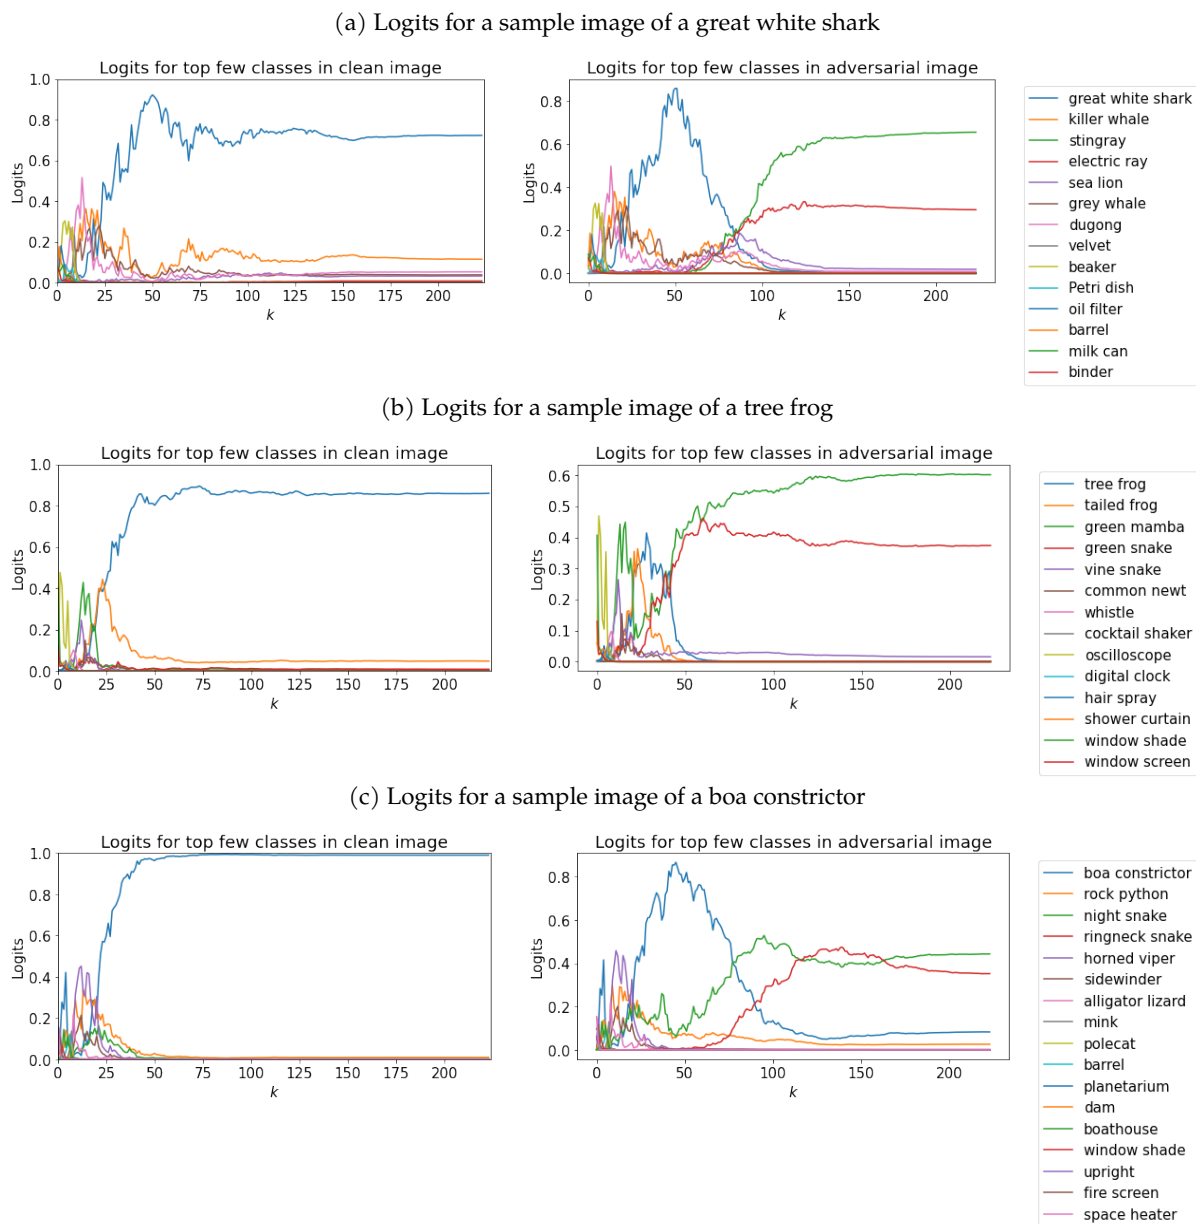 (a) Logits for a sample image of a great white shark
Logits for top few classes in clean image
Logits
1.0
0.8
0.6
0.4
0.2
0.0
0 25 50 75 100 125 150 175 200
k
Logits for top few classes in adversarial image
Logits
0.8
0.6
0.4
0.2
0.0
0 50 100 150 200
k
great white shark
killer whale
stingray
electric ray
sea lion
grey whale
dugong
velvet
beaker
Petri dish
oil filter
barrel
milk can
binder
(b) Logits for a sample image of a tree frog
Logits for top few classes in clean image
Logits
1.0
0.8
0.6
0.4
0.2
0.0
0 25 50 75 100 125 150 175 200
k
Logits for top few classes in adversarial image
Logits
0.6
0.5
0.4
0.3
0.2
0.1
0.0
0 50 100 150 200
k
tree frog
tailed frog
green mamba
green snake
vine snake
common newt
whistle
cocktail shaker
oscilloscope
digital clock
hair spray
shower curtain
window shade
window screen
(c) Logits for a sample image of a boa constrictor
Logits for top few classes in clean image
Logits
1.0
0.8
0.6
0.4
0.2
0.0
0 25 50 75 100 125 150 175 200
k
Logits for top few classes in adversarial image
Logits
0.8
0.6
0.4
0.2
0.0
0 50 100 150 200
k
boa constrictor
rock python
night snake
ringneck snake
horned viper
sidewinder
alligator lizard
mink
polecat
barrel
planetarium
dam
boathouse
window shade
upright
fire screen
space heater